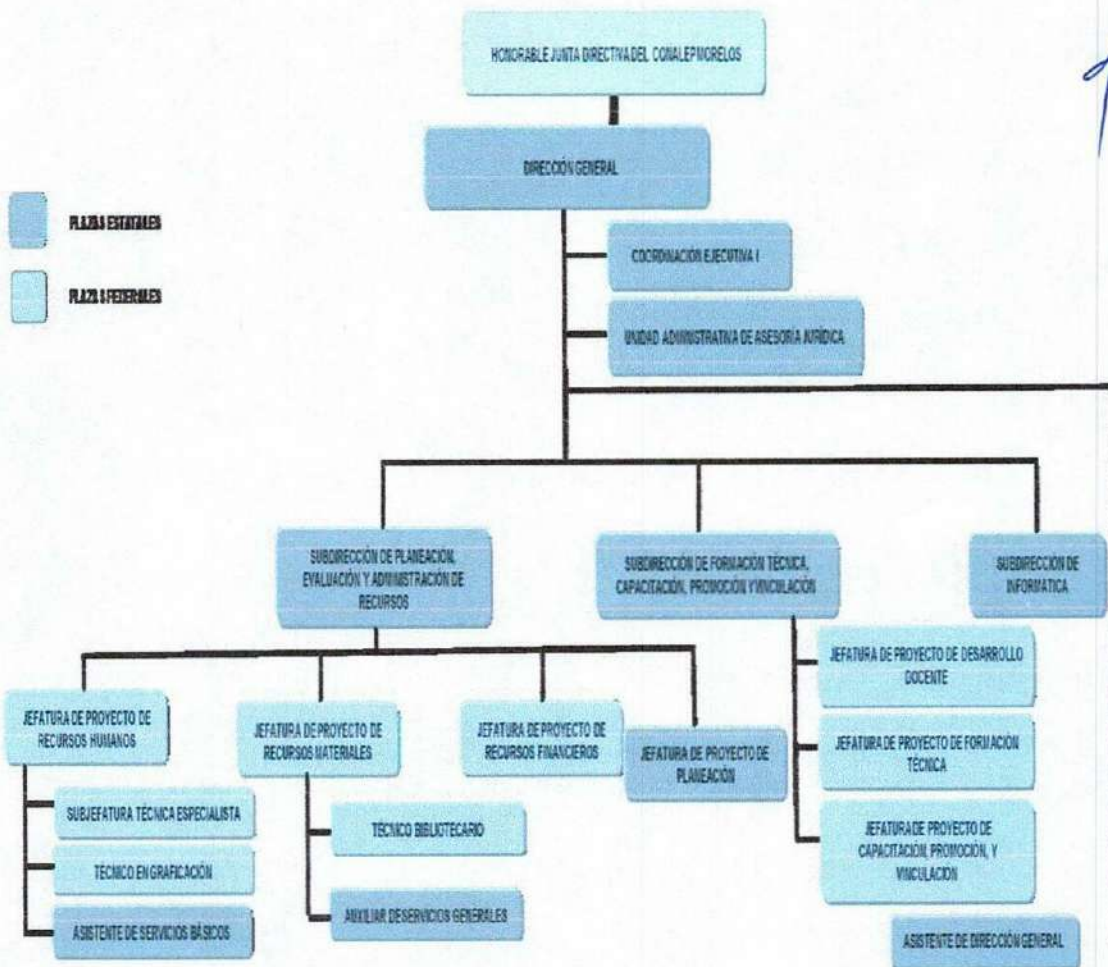 HONORABLE JUNTA DIRECTIVA DEL CONALEP MORELOS
DIRECCIÓN GENERAL
PLAZAS ESTATALES
PLAZAS FEDERALES
COORDINACIÓN EJECUTIVA I
UNIDAD ADMINISTRATIVA DE ASESORÍA JURÍDICA
SUBDIRECCIÓN DE PLANEACIÓN,
EVALUACIÓN Y ADMINISTRACIÓN DE
RECURSOS
SUBDIRECCIÓN DE FORMACIÓN TÉCNICA,
CAPACITACIÓN, PROMOCIÓN Y VINCULACIÓN
SUBDIRECCIÓN DE
INFORMÁTICA
JEFATURA DE PROYECTO DE
RECURSOS HUMANOS
JEFATURA DE PROYECTO DE
RECURSOS MATERIALES
JEFATURA DE PROYECTO DE
RECURSOS FINANCIEROS
JEFATURA DE PROYECTO DE
PLANEACIÓN
JEFATURA DE PROYECTO DE DESARROLLO
DOCENTE
JEFATURA DE PROYECTO DE FORMACIÓN
TÉCNICA
JEFATURA DE PROYECTO DE
CAPACITACIÓN, PROMOCIÓN, Y
VINCULACIÓN
SUBJEFATURA TÉCNICA ESPECIALISTA
TÉCNICO EN GRAFICACIÓN
ASISTENTE DE SERVICIOS BÁSICOS
TÉCNICO BIBLIOTECARIO
AUXILIAR DE SERVICIOS GENERALES
ASISTENTE DE DIRECCIÓN GENERAL